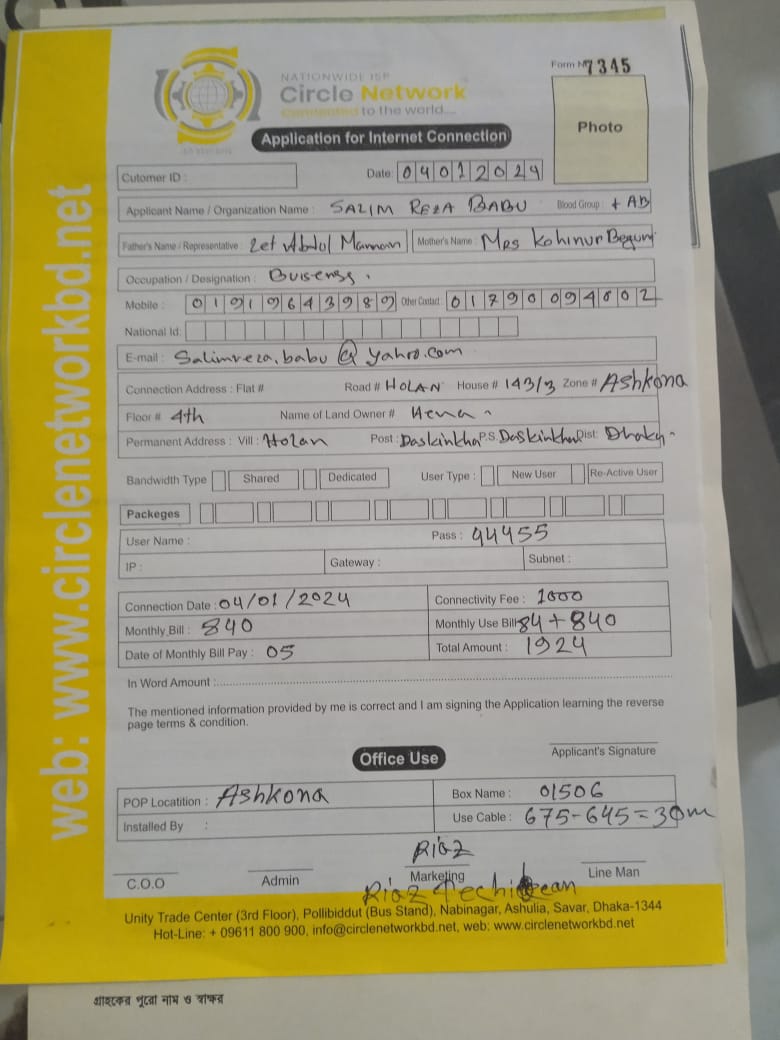 NATIONWIDE ISP
Circle Network
Connected to the world....
Form Nº 7345
Application for Internet Connection
Photo
Cutomer ID :
Date: 04012024
Applicant Name / Organization Name : SALIM REZA BABU Blood Group : + AB
Father's Name / Representative : Let Abdul Mannan Mother's Name : Mrs Kohinur Begum
Occupation / Designation : Buisenss .
Mobile : 01919643989 Other Contact: 01790094002
National Id:
E-mail : Salimreza.babu @ yahoo.com
Connection Address : Flat # Road # HOLAN House # 143/3 Zone # Ashkona
Floor # 4th Name of Land Owner # Hena
Permanent Address : Vill : Holan Post : Daskinkha P.S. Daskinkha Dist: Dhaka
Bandwidth Type Shared Dedicated User Type : New User Re-Active User
Packeges
User Name : Pass : 44455
IP : Gateway : Subnet :
Connection Date : 04/01/2024 Connectivity Fee : 1000
Monthly Bill : 840 Monthly Use Bill: 84 + 840
Date of Monthly Bill Pay : 05 Total Amount : 1924
In Word Amount :
The mentioned information provided by me is correct and I am signing the Application learning the reverse
page terms & condition.
Applicant's Signature
Office Use
POP Locatition : Ashkona Box Name : 01506
Installed By : Use Cable : 675-645=30m
Riaz
C.O.O Admin Marketing Line Man
Riaz
Unity Trade Center (3rd Floor), Pollibiddut (Bus Stand), Nabinagar, Ashulia, Savar, Dhaka-1344
Hot-Line: + 09611 800 900, info@circlenetworkbd.net, web: www.circlenetworkbd.net
web: www.circlenetworkbd.net
গ্রাহকের পুরো নাম ও স্বাক্ষর